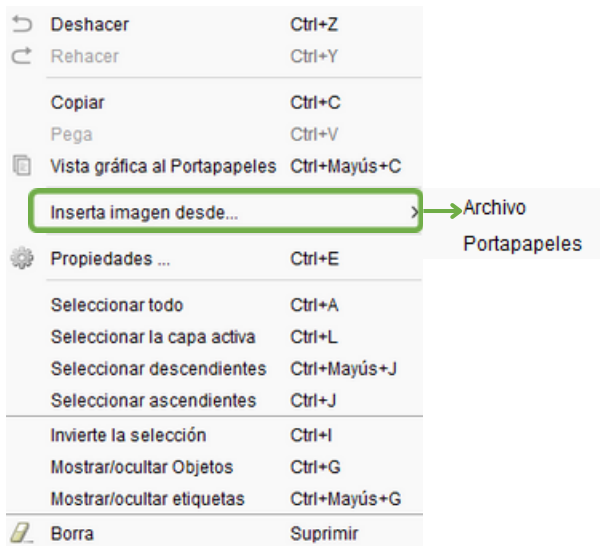 Deshacer Ctrl+Z
Rehacer Ctrl+Y
Copiar Ctrl+C
Pega Ctrl+V
Vista gráfica al Portapapeles Ctrl+Mayús+C
Inserta imagen desde... Archivo
Portapapeles
Propiedades ... Ctrl+E
Seleccionar todo Ctrl+A
Seleccionar la capa activa Ctrl+L
Seleccionar descendientes Ctrl+Mayús+J
Seleccionar ascendientes Ctrl+J
Invierte la selección Ctrl+I
Mostrar/ocultar Objetos Ctrl+G
Mostrar/ocultar etiquetas Ctrl+Mayús+G
Borra Suprimir